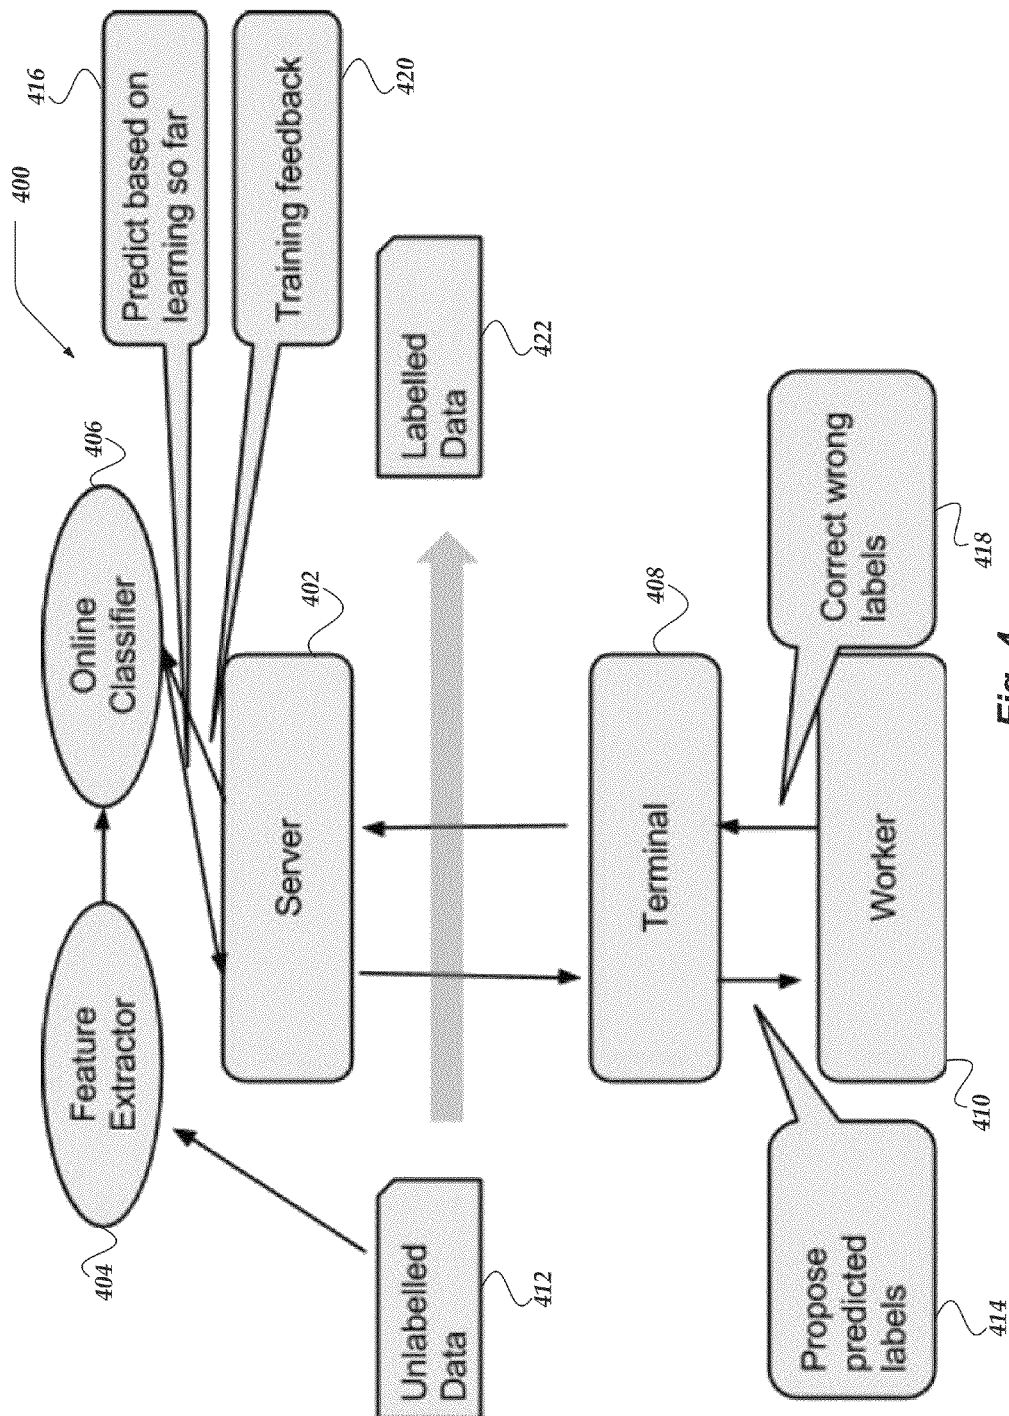 400
404
Feature
Extractor
Online
Classifier
406
Predict based on
learning so far
416
Training feedback
420
Server
402
Unlabelled
Data
412
Labelled
Data
422
Terminal
408
Propose
predicted
labels
414
Worker
410
Correct wrong
labels
418
Fig. 4